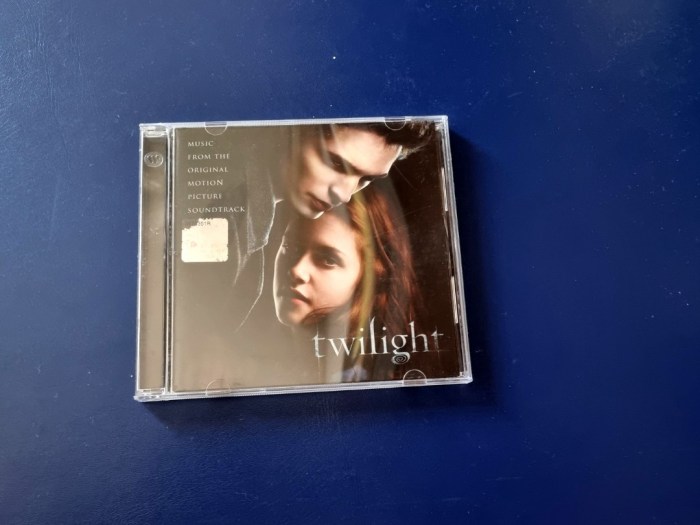 MUSIC
FROM THE
ORIGINAL
MOTION
PICTURE
SOUNDTRACK
twilight